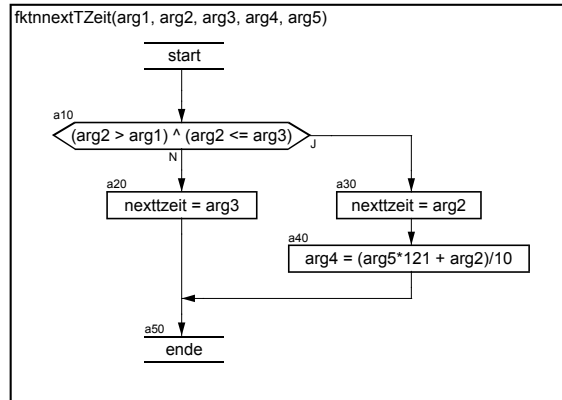 fktnnextTZeit(arg1, arg2, arg3, arg4, arg5)
start
a10
(arg2 > arg1) ^ (arg2 <= arg3)
N
J
a20
nexttzeit = arg3
a30
nexttzeit = arg2
a40
arg4 = (arg5*121 + arg2)/10
a50
ende